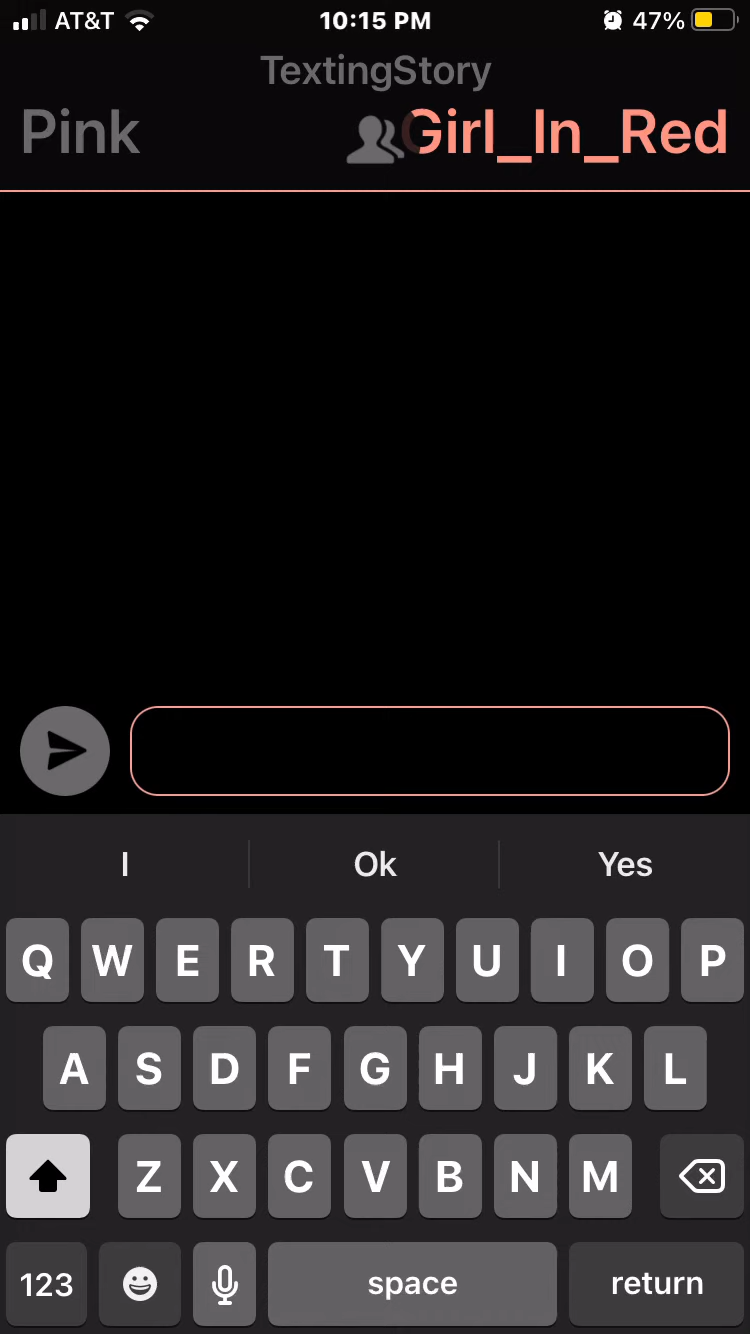 AT&T 10:15 PM 47%
TextingStory
Pink Girl_In_Red
I Ok Yes
Q W E R T Y U I O P
A S D F G H J K L
Z X C V B N M
123 space return